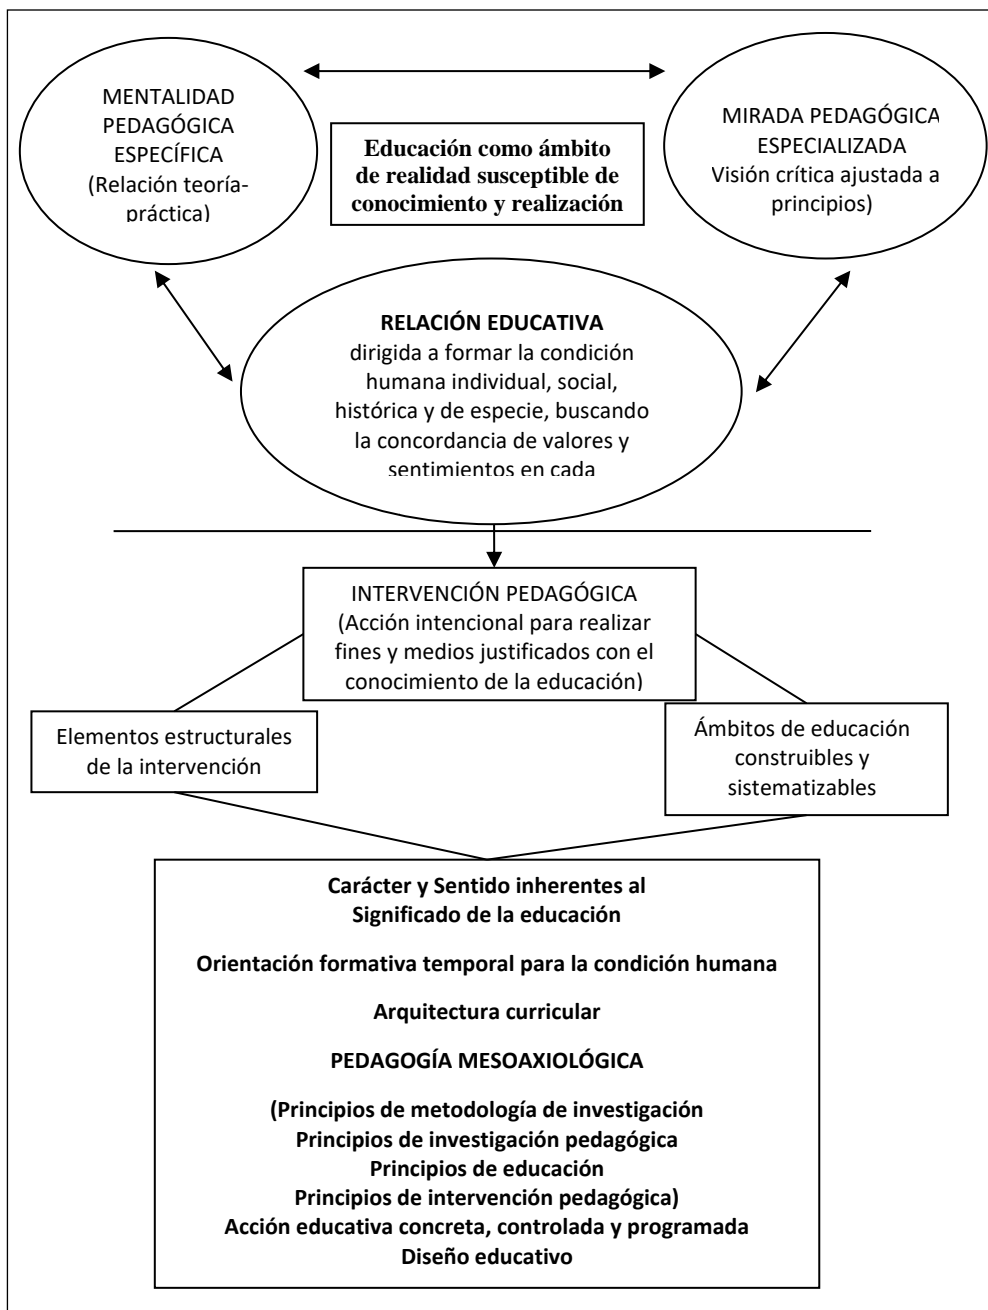 MENTALIDAD
PEDAGÓGICA
ESPECÍFICA
(Relación teoría-
práctica)
Educación como ámbito
de realidad susceptible de
conocimiento y realización
MIRADA PEDAGÓGICA
ESPECIALIZADA
Visión crítica ajustada a
principios)
RELACIÓN EDUCATIVA
dirigida a formar la condición
humana individual, social,
histórica y de especie, buscando
la concordancia de valores y
sentimientos en cada
INTERVENCIÓN PEDAGÓGICA
(Acción intencional para realizar
fines y medios justificados con el
conocimiento de la educación)
Elementos estructurales
de la intervención
Ámbitos de educación
construibles y
sistematizables
Carácter y Sentido inherentes al
Significado de la educación
Orientación formativa temporal para la condición humana
Arquitectura curricular
PEDAGOGÍA MESOAXIOLÓGICA
(Principios de metodología de investigación
Principios de investigación pedagógica
Principios de educación
Principios de intervención pedagógica)
Acción educativa concreta, controlada y programada
Diseño educativo